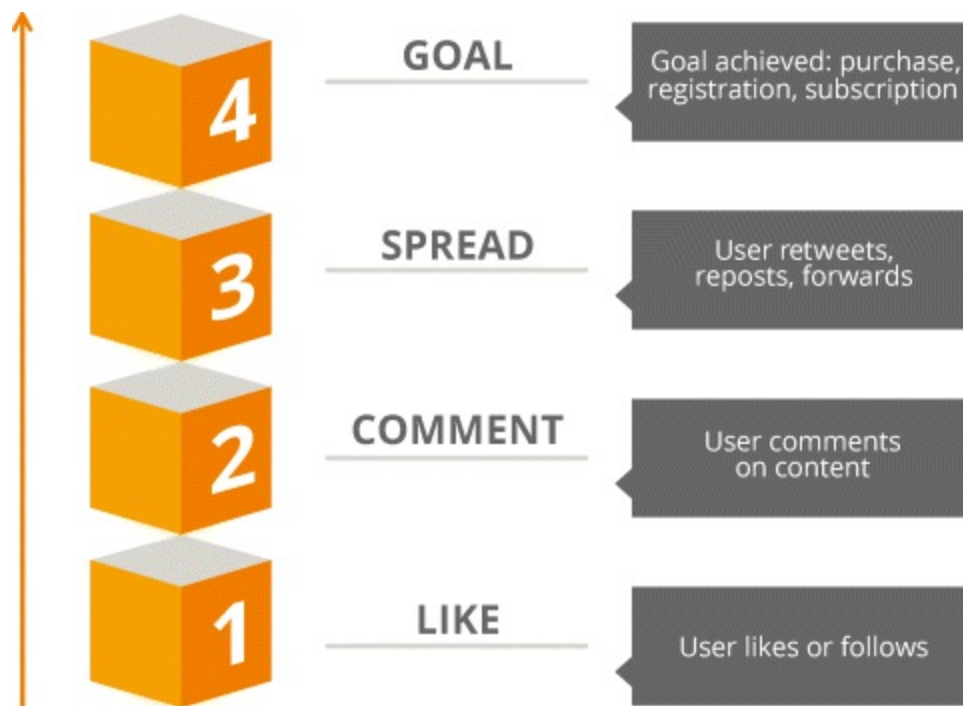 4
GOAL
Goal achieved: purchase,
registration, subscription
3
SPREAD
User retweets,
reposts, forwards
2
COMMENT
User comments
on content
1
LIKE
User likes or follows